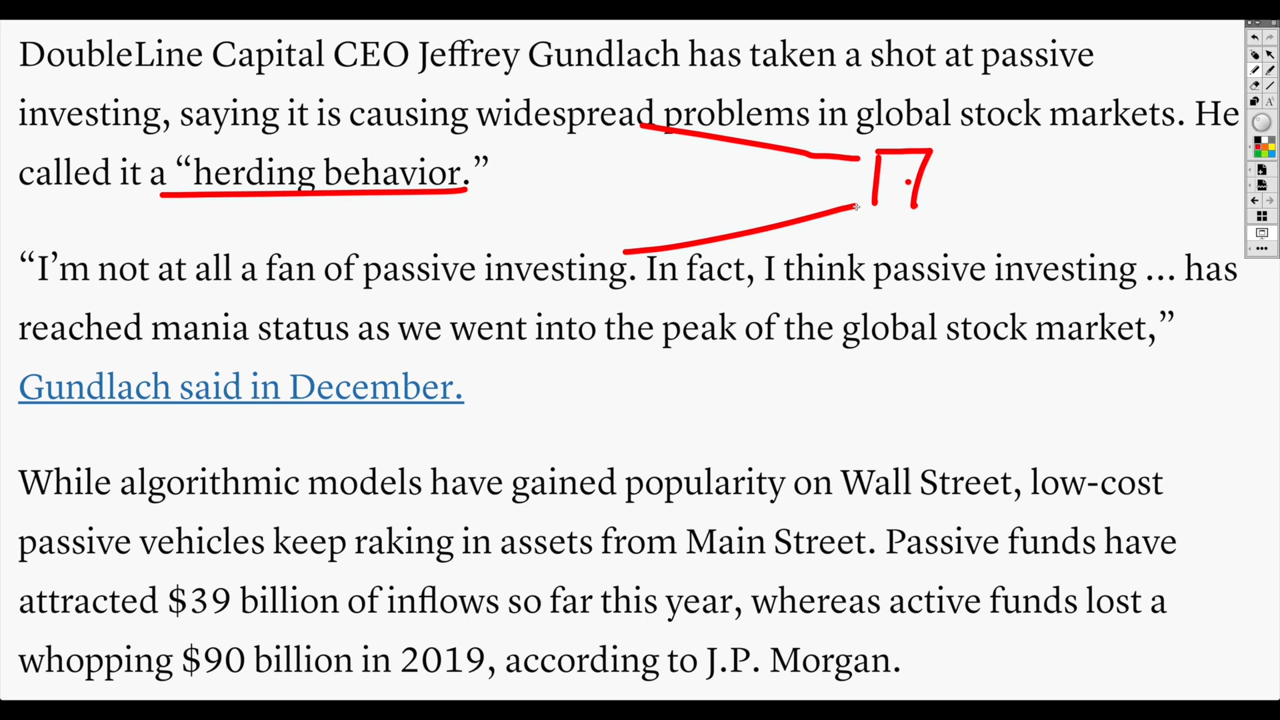 DoubleLine Capital CEO Jeffrey Gundlach has taken a shot at passive
investing, saying it is causing widespread problems in global stock markets. He
called it a “herding behavior.”
“I’m not at all a fan of passive investing. In fact, I think passive investing ... has
reached mania status as we went into the peak of the global stock market,”
Gundlach said in December.
While algorithmic models have gained popularity on Wall Street, low-cost
passive vehicles keep raking in assets from Main Street. Passive funds have
attracted $39 billion of inflows so far this year, whereas active funds lost a
whopping $90 billion in 2019, according to J.P. Morgan.